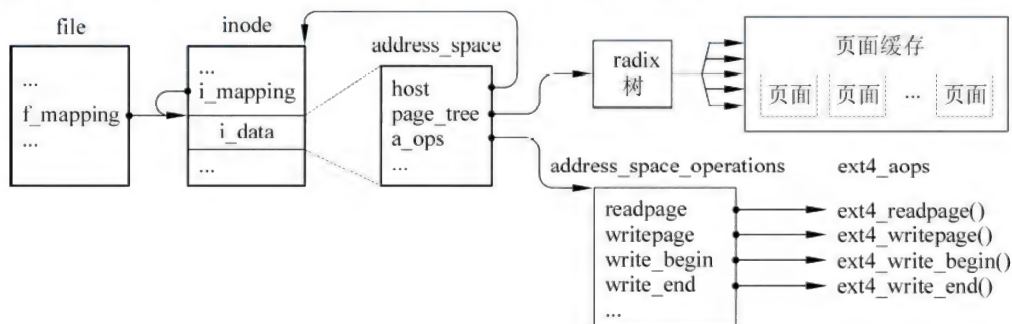 file
...
f_mapping
...
inode
...
i_mapping
i_data
...
address_space
host
page_tree
a_ops
...
radix
树
页面缓存
页面 页面 ... 页面
address_space_operations
readpage
writepage
write_begin
write_end
...
ext4_aops
ext4_readpage()
ext4_writepage()
ext4_write_begin()
ext4_write_end()